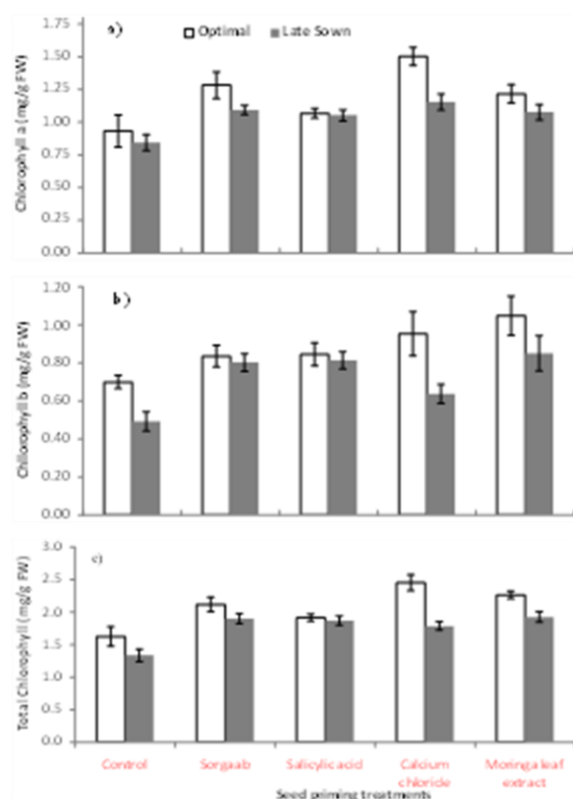 a)
Optimal Late Sown
Chlorophyll a (mg/g FW)
1.75
1.50
1.25
1.00
0.75
0.50
0.25
0.00
b)
Chlorophyll b (mg/g FW)
1.20
1.00
0.80
0.60
0.40
0.20
0.00
c)
Total Chlorophyll (mg/g FW)
3.0
2.5
2.0
1.5
1.0
0.5
0.0
Control Sorgaab Salicylic acid Calcium chloride Moringa leaf extract
Seed priming treatments